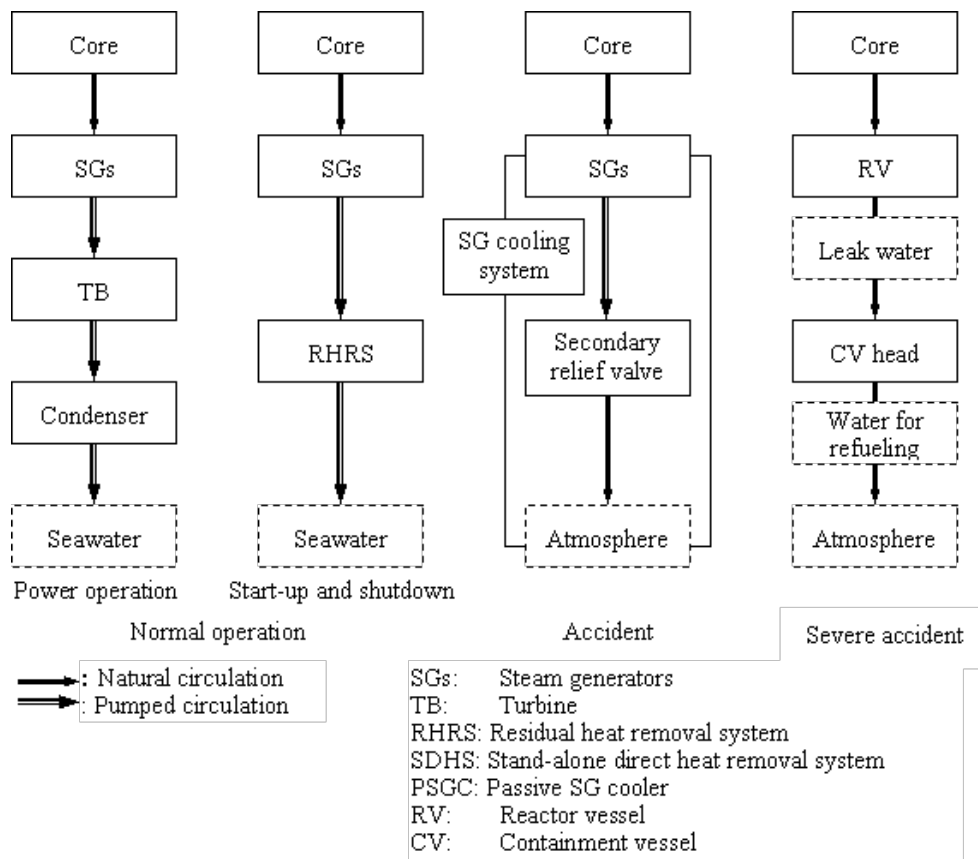 Core
SGs
TB
Condenser
Seawater
Power operation
Core
SGs
RHRS
Seawater
Start-up and shutdown
Normal operation
Core
SGs
SG cooling
system
Secondary
relief valve
Atmosphere
Accident
Core
RV
Leak water
CV head
Water for
refueling
Atmosphere
Severe accident
: Natural circulation
: Pumped circulation
SGs: Steam generators
TB: Turbine
RHRS: Residual heat removal system
SDHS: Stand-alone direct heat removal system
PSGC: Passive SG cooler
RV: Reactor vessel
CV: Containment vessel